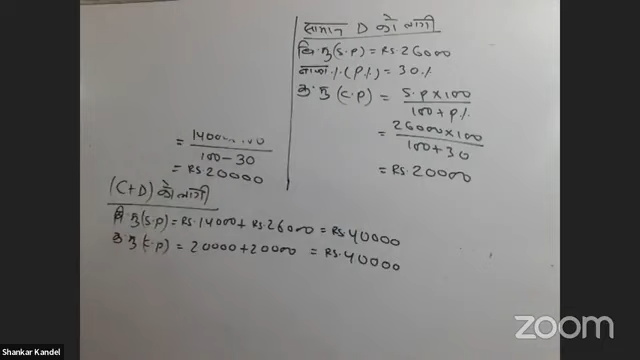 सामान D को लागी
वि.मु (S.P) = Rs. 26000
नाफा % (P%) = 30%
क्र.मु (C.P) = S.P × 100
100 + P%
= 26000 × 100
100 + 30
= Rs. 20000
= 14000
100 - 30
= Rs. 20000
(C+D) को लागी
वि.मु (S.P) = Rs. 14000 + Rs. 26000 = Rs. 40000
क्र.मु (C.P) = 20000 + 20000 = Rs. 40000
Shankar Kandel
zoom